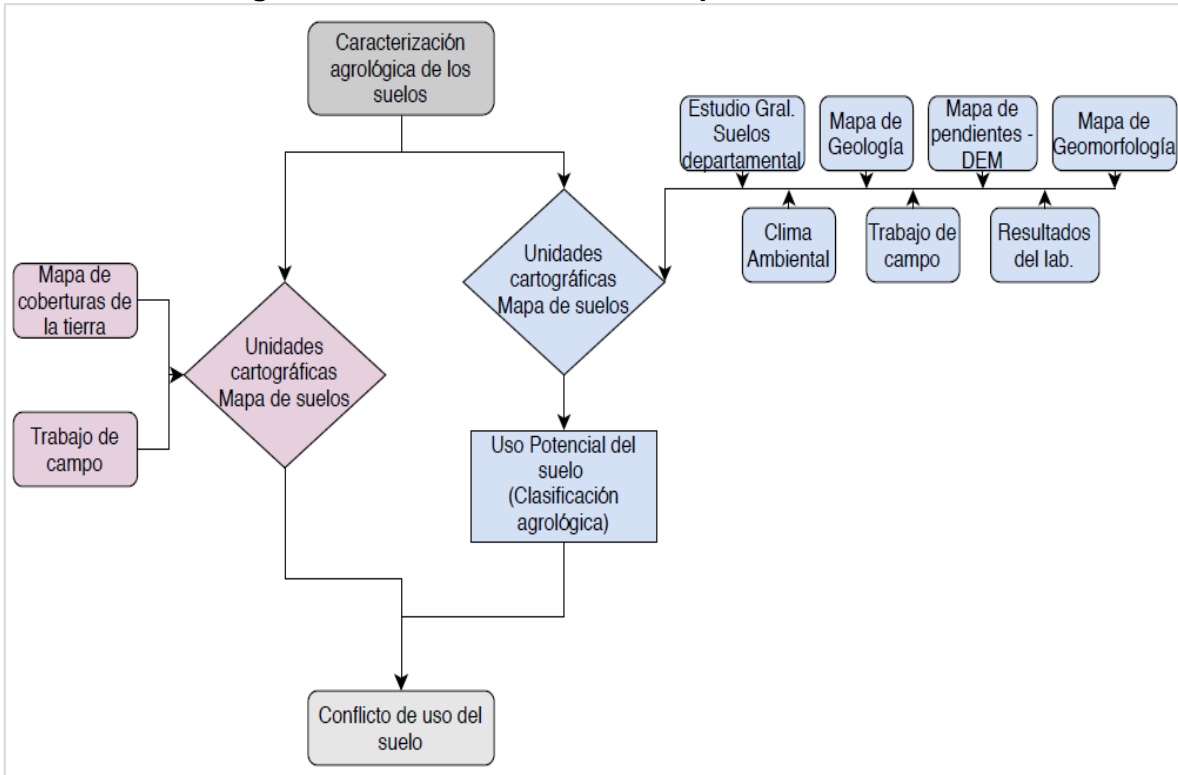 Caracterización
agrológica de los
suelos
Estudio Gral.
Suelos
departamental
Mapa de
Geología
Mapa de
pendientes -
DEM
Mapa de
Geomorfología
Clima
Ambiental
Trabajo de
campo
Resultados
del lab.
Unidades
cartográficas
Mapa de suelos
Mapa de
coberturas de
la tierra
Unidades
cartográficas
Mapa de suelos
Trabajo de
campo
Uso Potencial del
suelo
(Clasificación
agrológica)
Conflicto de uso del
suelo